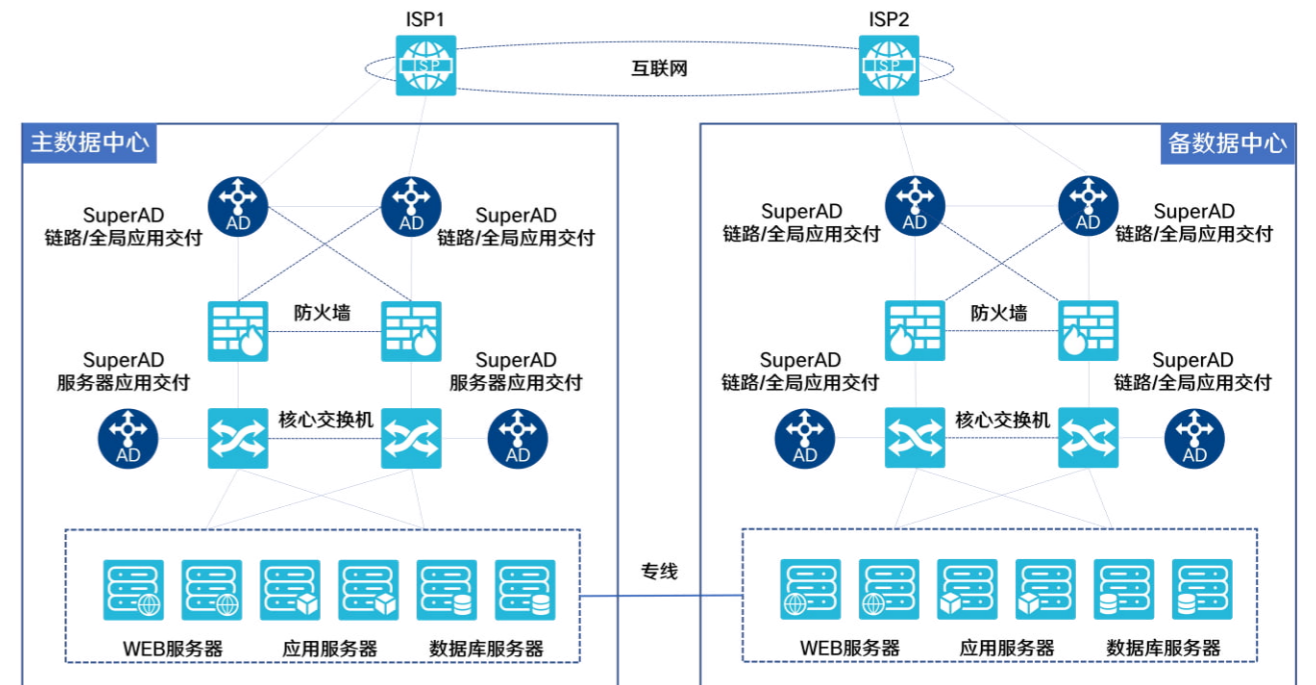 ISP1
ISP2
ISP
互联网
ISP
主数据中心
备数据中心
AD
AD
SuperAD
链路/全局应用交付
SuperAD
链路/全局应用交付
AD
AD
SuperAD
链路/全局应用交付
SuperAD
链路/全局应用交付
防火墙
防火墙
SuperAD
服务器应用交付
SuperAD
服务器应用交付
SuperAD
链路/全局应用交付
SuperAD
链路/全局应用交付
AD
核心交换机
AD
AD
核心交换机
AD
专线
WEB服务器
应用服务器
数据库服务器
WEB服务器
应用服务器
数据库服务器